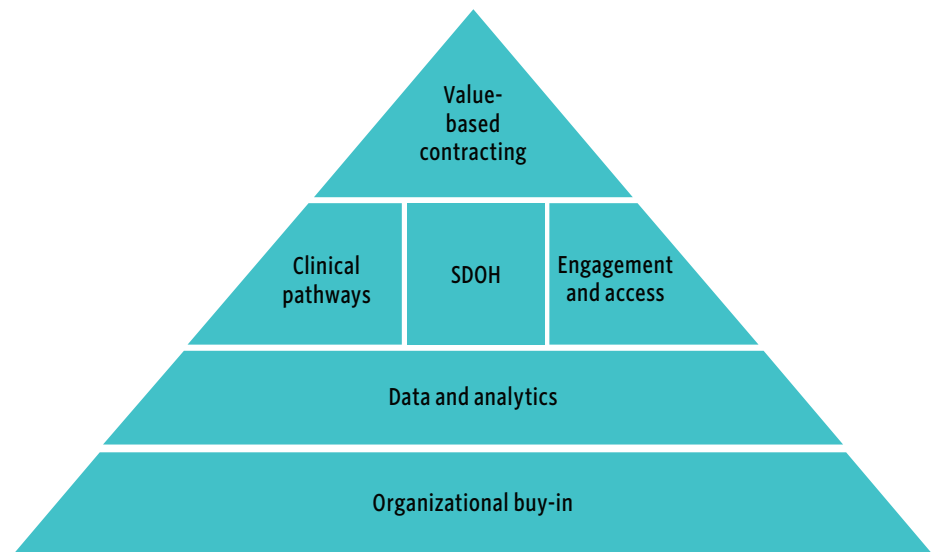 Value-
based
contracting
Clinical
pathways
SDOH
Engagement
and access
Data and analytics
Organizational buy-in